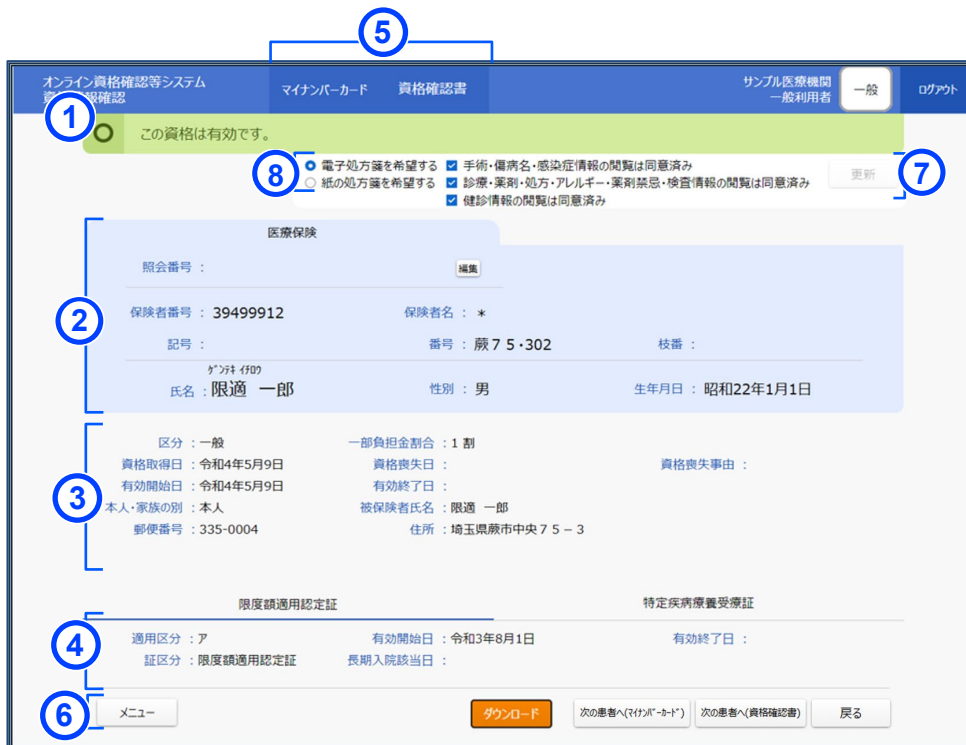 5
オンライン資格確認等システム
マイナンバーカード 資格確認書
サンプル医療機関
一般利用者
一般
ログアウト
報確認
1
この資格は有効です。
8
電子処方箋を希望する 手術・傷病名・感染症情報の閲覧は同意済み
紙の処方箋を希望する 診療・薬剤・処方・アレルギー・薬剤禁忌・検査情報の閲覧は同意済み
健診情報の閲覧は同意済み
更新
7
医療保険
2
照会番号 : 編集
保険者番号 : 39499912 保険者名 : *
記号 : 番号 : 蕨75・302 枝番 :
ゲンテキ イチロウ
氏名 : 限適 一郎 性別 : 男 生年月日 : 昭和22年1月1日
3
区分 : 一般 一部負担金割合 : 1 割
資格取得日 : 令和4年5月9日 資格喪失日 : 資格喪失事由 :
有効開始日 : 令和4年5月9日 有効終了日 :
本人・家族の別 : 本人 被保険者氏名 : 限適 一郎
郵便番号 : 335-0004 住所 : 埼玉県蕨市中央75-3
限度額適用認定証 特定疾病療養受療証
4
適用区分 : ア 有効開始日 : 令和3年8月1日 有効終了日 :
証区分 : 限度額適用認定証 長期入院該当日 :
6
メニュー ダウンロード 次の患者へ(マイナンバーカード) 次の患者へ(資格確認書) 戻る